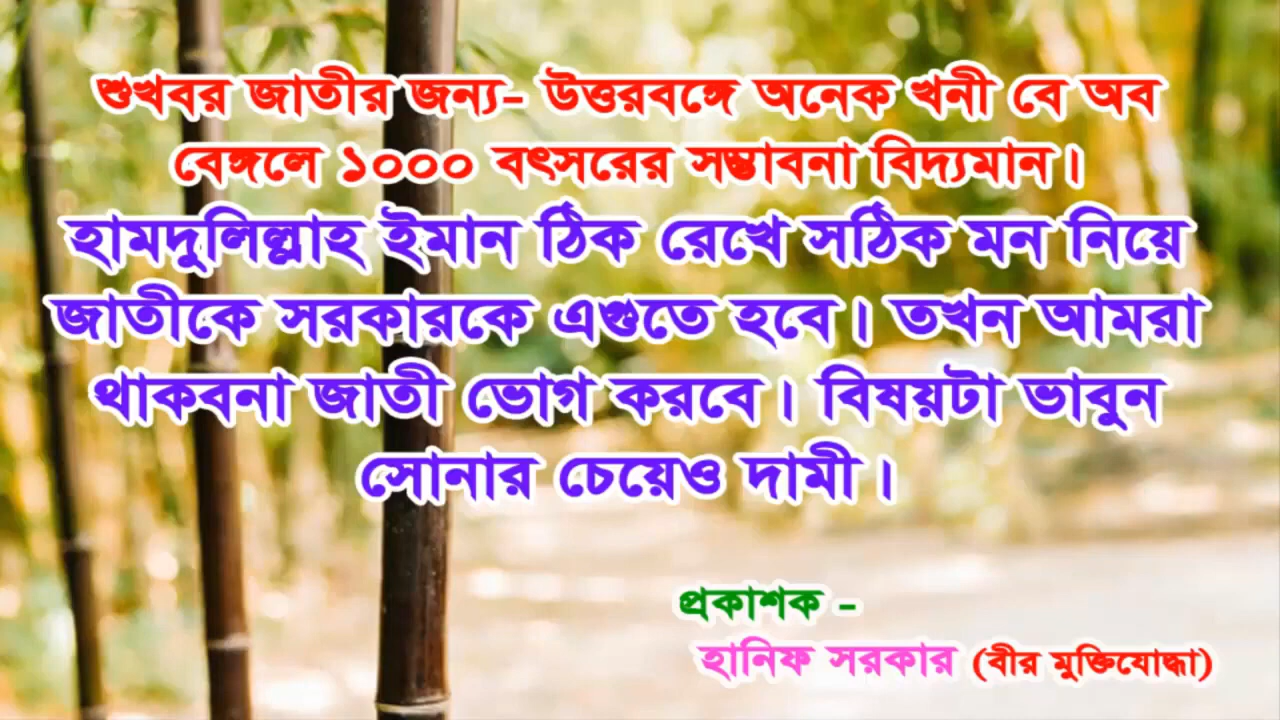 শুখবর জাতীর জন্য- উত্তরবঙ্গে অনেক খনী বে অব
বেঙ্গলে ১০০০ বৎসরের সম্ভাবনা বিদ্যমান।
হামদুলিল্লাহ ইমান ঠিক রেখে সঠিক মন নিয়ে
জাতীকে সরকারকে এগুতে হবে। তখন আমরা
থাকবনা জাতী ভোগ করবে। বিষয়টা ভাবুন
সোনার চেয়েও দামী।
প্রকাশক -
হানিফ সরকার (বীর মুক্তিযোদ্ধা)